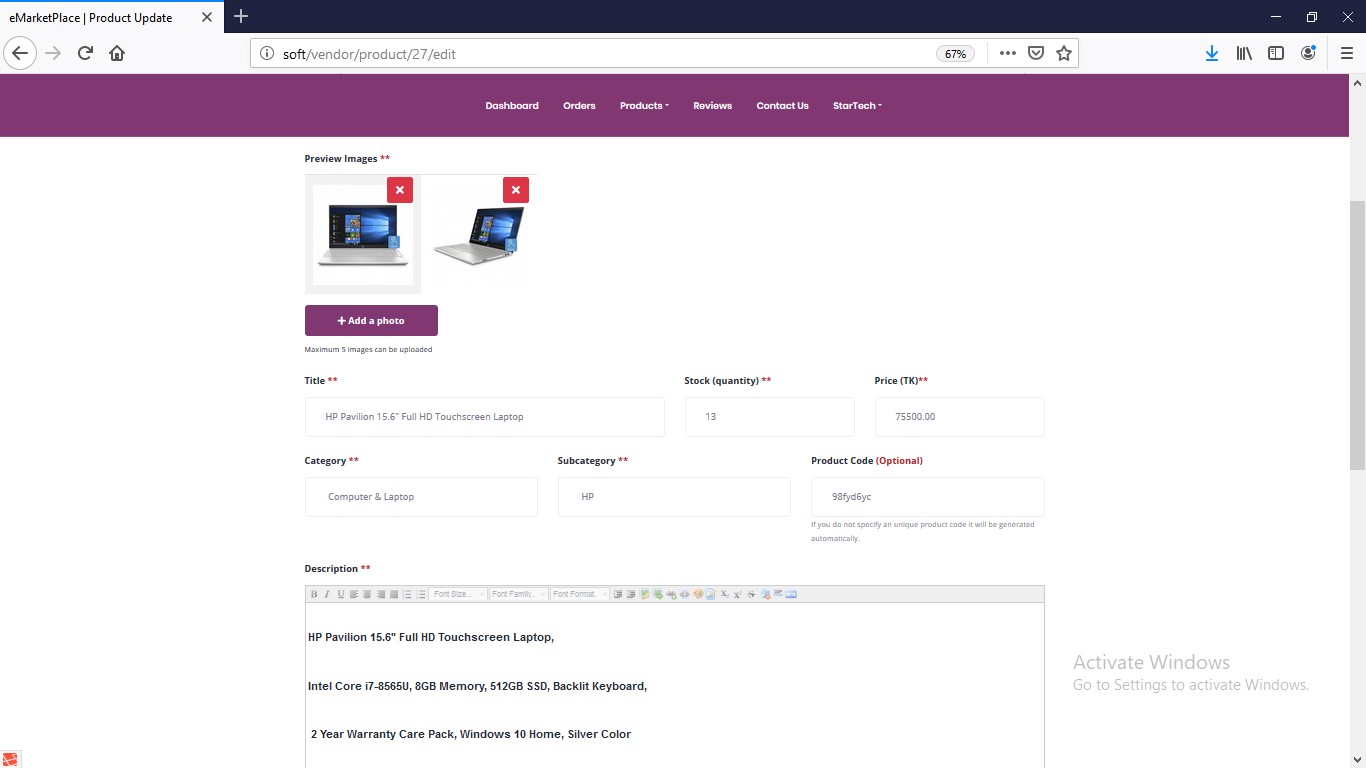 eMarketPlace | Product Update
soft/vendor/product/27/edit
67%
Dashboard Orders Products Reviews Contact Us StarTech
Preview Images **
+ Add a photo
Maximum 5 images can be uploaded
Title **
Stock (quantity) **
Price (TK)**
HP Pavilion 15.6" Full HD Touchscreen Laptop
13
75500.00
Category **
Subcategory **
Product Code (Optional)
Computer & Laptop
HP
98fyd6yc
If you do not specify an unique product code it will be generated
automatically.
Description **
B I U Font Size... Font Family... Font Format.
HP Pavilion 15.6" Full HD Touchscreen Laptop,
Intel Core i7-8565U, 8GB Memory, 512GB SSD, Backlit Keyboard,
2 Year Warranty Care Pack, Windows 10 Home, Silver Color
Activate Windows
Go to Settings to activate Windows.